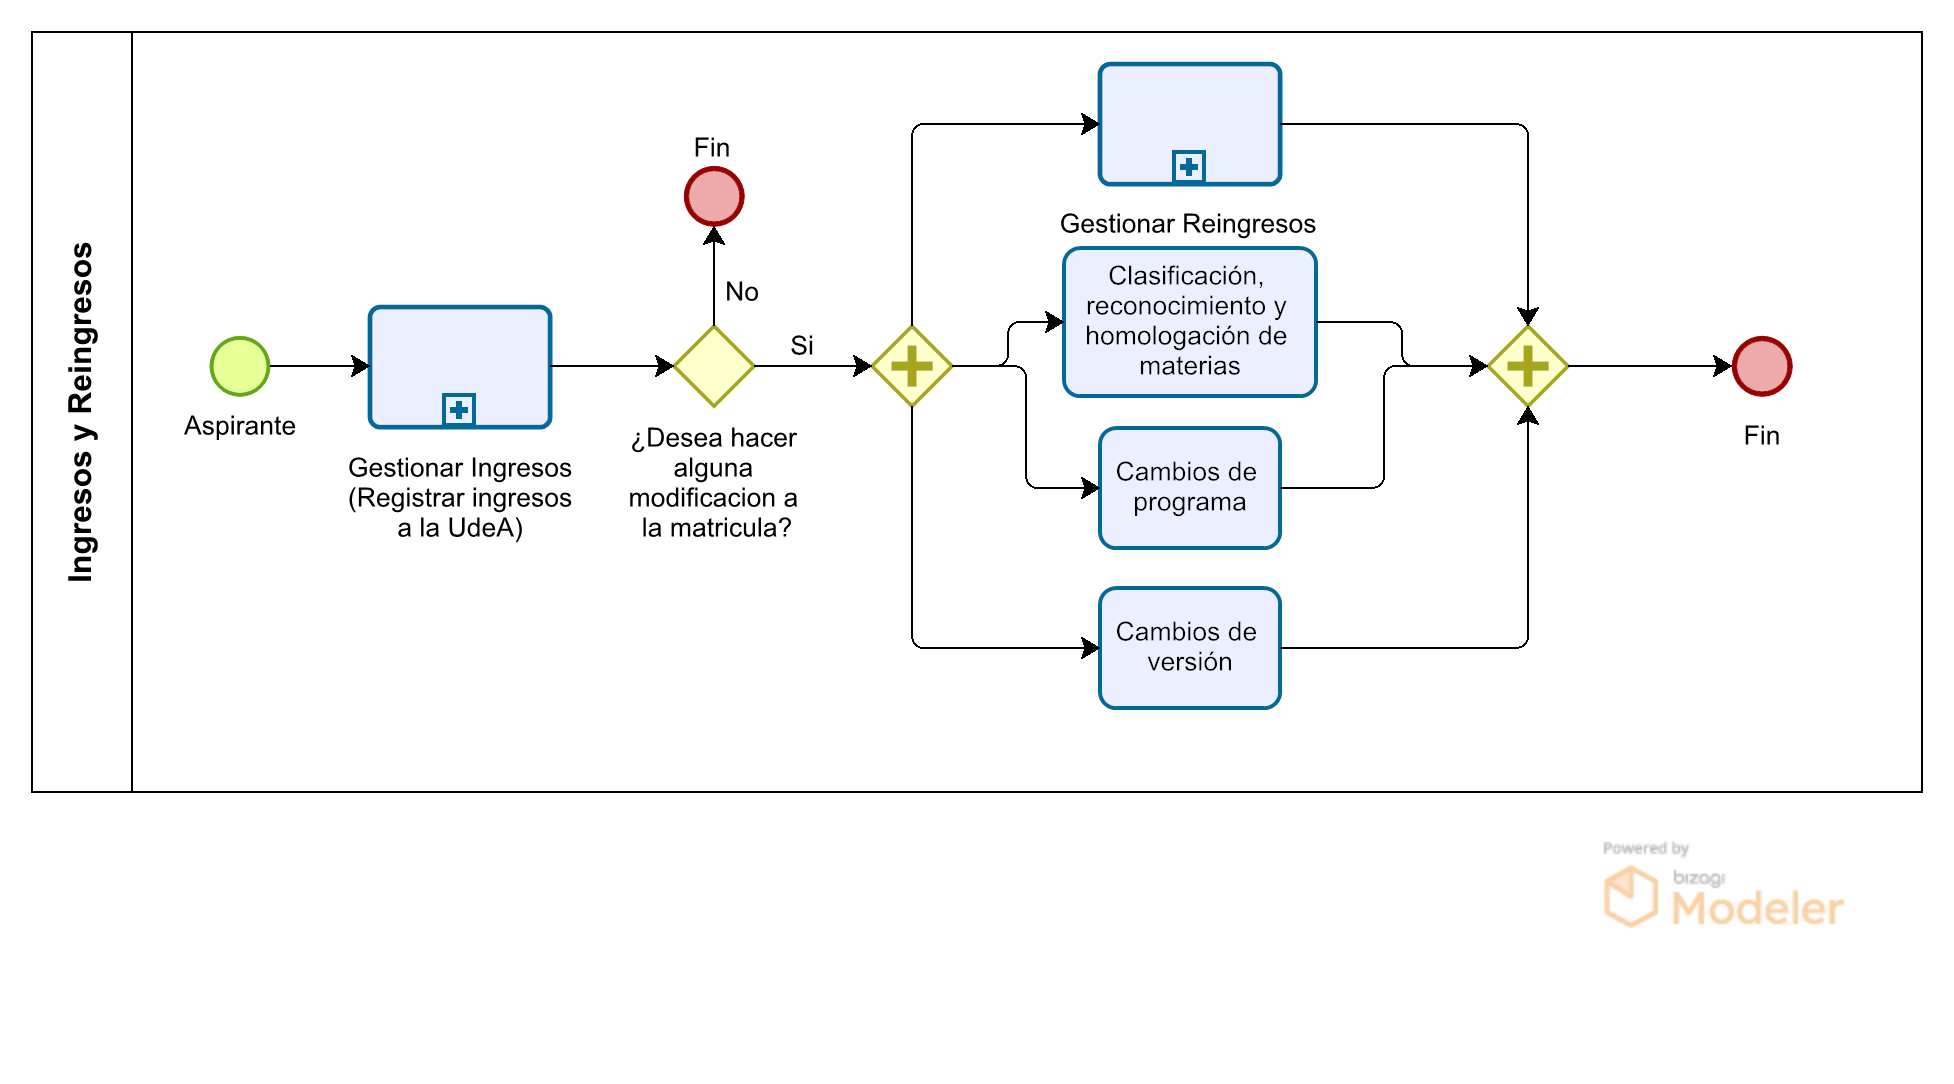 Ingresos y Reingresos
Aspirante
Gestionar Ingresos
(Registrar ingresos
a la UdeA)
Fin
No
¿Desea hacer
alguna
modificacion a
la matricula?
Si
Gestionar Reingresos
Clasificación,
reconocimiento y
homologación de
materias
Cambios de
programa
Cambios de
versión
Fin
Powered by
bizagi
Modeler